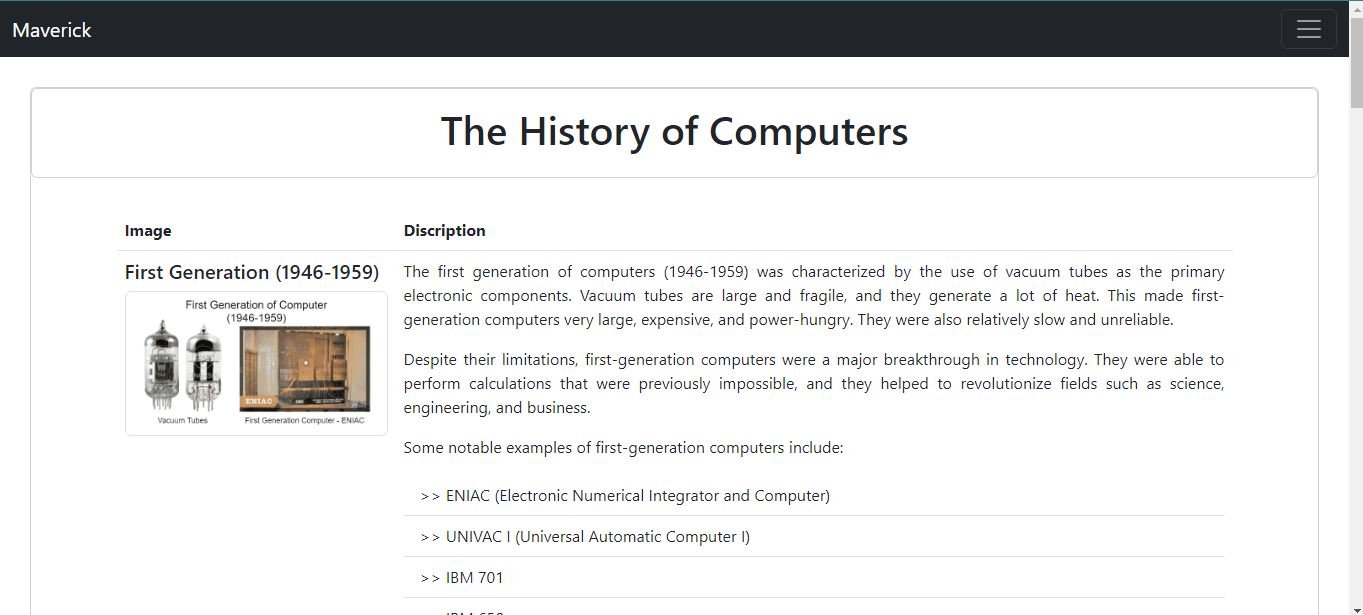 Maverick
The History of Computers
Image
Discription
First Generation (1946-1959)
First Generation of Computer
(1946-1959)
ENIAC
Vacuum Tubes
First Generation Computer - ENIAC
The first generation of computers (1946-1959) was characterized by the use of vacuum tubes as the primary
electronic components. Vacuum tubes are large and fragile, and they generate a lot of heat. This made first-
generation computers very large, expensive, and power-hungry. They were also relatively slow and unreliable.
Despite their limitations, first-generation computers were a major breakthrough in technology. They were able to
perform calculations that were previously impossible, and they helped to revolutionize fields such as science,
engineering, and business.
Some notable examples of first-generation computers include:
>> ENIAC (Electronic Numerical Integrator and Computer)
>> UNIVAC I (Universal Automatic Computer I)
>> IBM 701